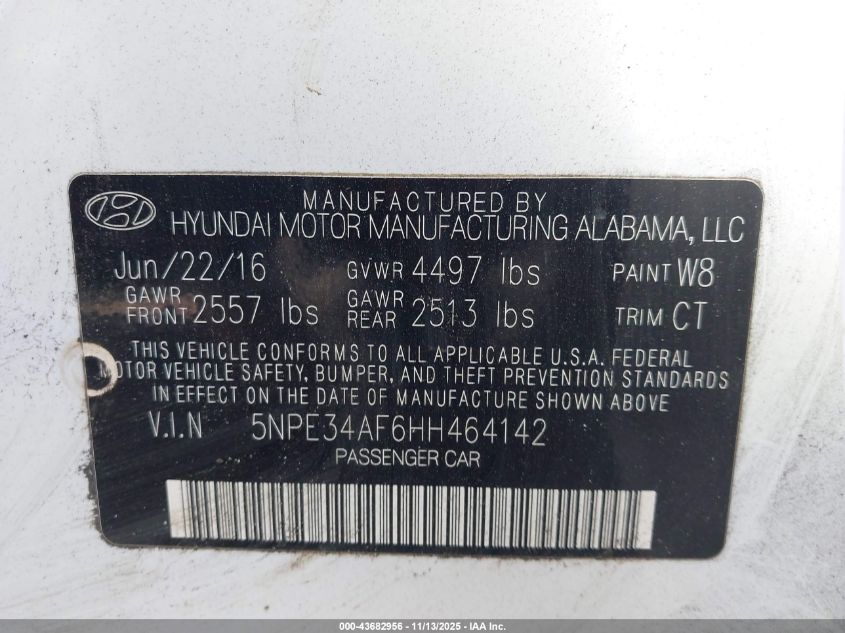 MANUFACTURED BY
HYUNDAI MOTOR MANUFACTURING ALABAMA, LLC
Jun/22/16 GVWR 4497 lbs PAINT W8
GAWR FRONT 2557 lbs GAWR REAR 2513 lbs TRIM CT
THIS VEHICLE CONFORMS TO ALL APPLICABLE U.S.A. FEDERAL
OTOR VEHICLE SAFETY, BUMPER, AND THEFT PREVENTION STANDARDS
IN EFFECT ON THE DATE OF MANUFACTURE SHOWN ABOVE
V.I.N 5NPE34AF6HH464142
PASSENGER CAR
000-43682956 - 11/13/2025 - IAA Inc.